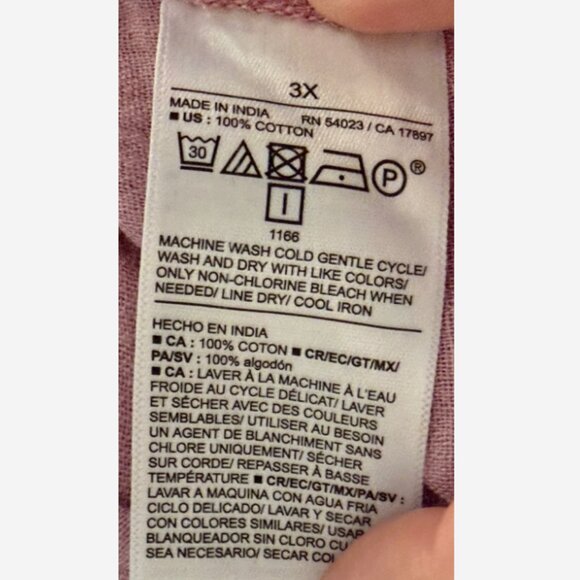 3X
MADE IN INDIA RN 54023 / CA 17897
■ US : 100% COTTON
30 P ®
1166
MACHINE WASH COLD GENTLE CYCLE/
WASH AND DRY WITH LIKE COLORS/
ONLY NON-CHLORINE BLEACH WHEN
NEEDED/ LINE DRY/ COOL IRON
HECHO EN INDIA
■ CA : 100% COTON ■ CR/EC/GT/MX/
PA/SV : 100% algodón
■ CA : LAVER À LA MACHINE À L'EAU
FROIDE AU CYCLE DÉLICAT/ LAVER
ET SÉCHER AVEC DES COULEURS
SEMBLABLES/ UTILISER AU BESOIN
UN AGENT DE BLANCHIMENT SANS
CHLORE UNIQUEMENT/ SÉCHER
SUR CORDE/ REPASSER À BASSE
TEMPÉRATURE ■ CR/EC/GT/MX/PA/SV :
LAVAR A MAQUINA CON AGUA FRIA
CICLO DELICADO/ LAVAR Y SECAR
CON COLORES SIMILARES/ USAR
BLANQUEADOR SIN CLORO CU
SEA NECESARIO/ SECAR CO